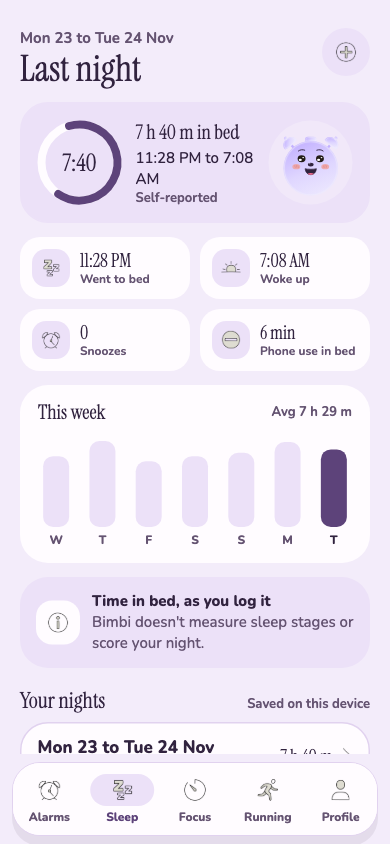 Mon 23 to Tue 24 Nov
Last night
7:40
7 h 40 m in bed
11:28 PM to 7:08
AM
Self-reported
11:28 PM
Went to bed
7:08 AM
Woke up
0
Snoozes
6 min
Phone use in bed
This week
Avg 7 h 29 m
W T F S S M T
Time in bed, as you log it
Bimbi doesn't measure sleep stages or
score your night.
Your nights
Saved on this device
Mon 23 to Tue 24 Nov
7 h 40 m
Alarms
Sleep
Focus
Running
Profile